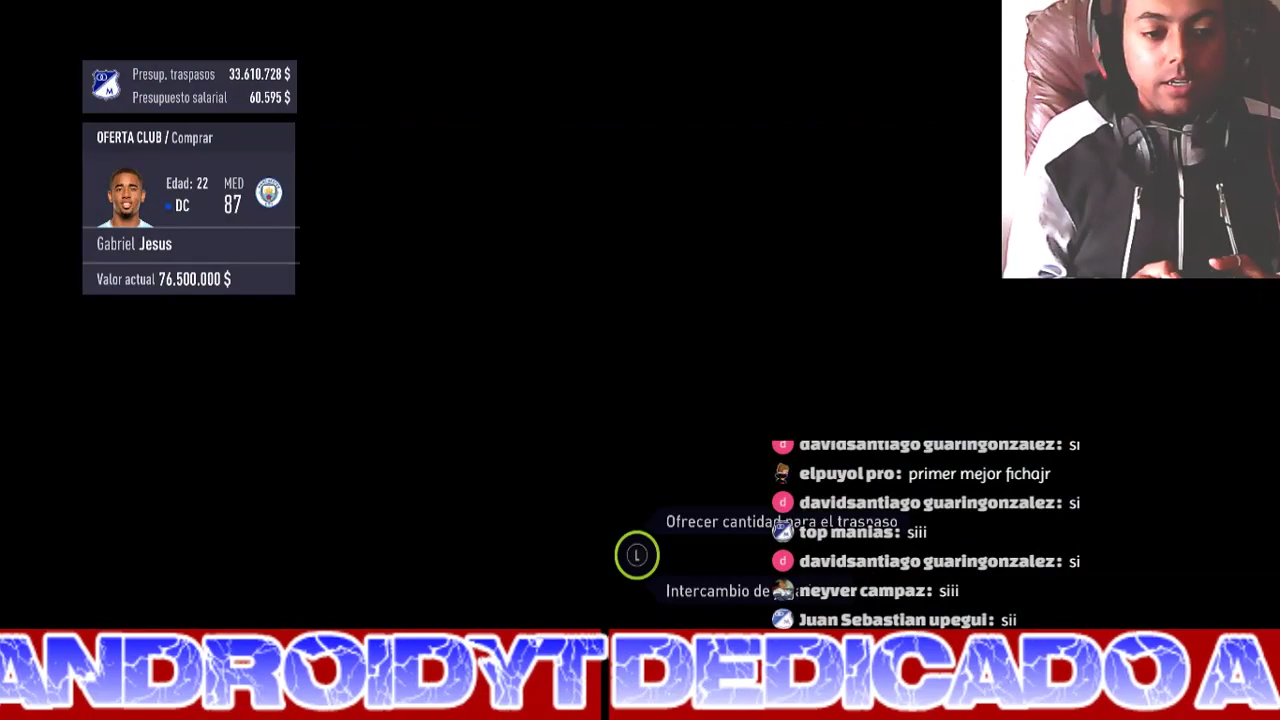 Presup. traspasos 33.610.728 $
Presupuesto salarial 60.595 $
OFERTA CLUB / Comprar
Edad: 22 MED
DC 87
Gabriel Jesus
Valor actual 76.500.000 $
davidsantiago guaringonzalez: si
elpuyol pro: primer mejor fichajr
davidsantiago guaringonzalez: si
Ofrecer cantidad para el traspaso
top manias: siii
L
davidsantiago guaringonzalez: si
Intercambio de
neyver campaz: siii
Juan Sebastian upegui: sii
ANDROIDYT DEDICADO A